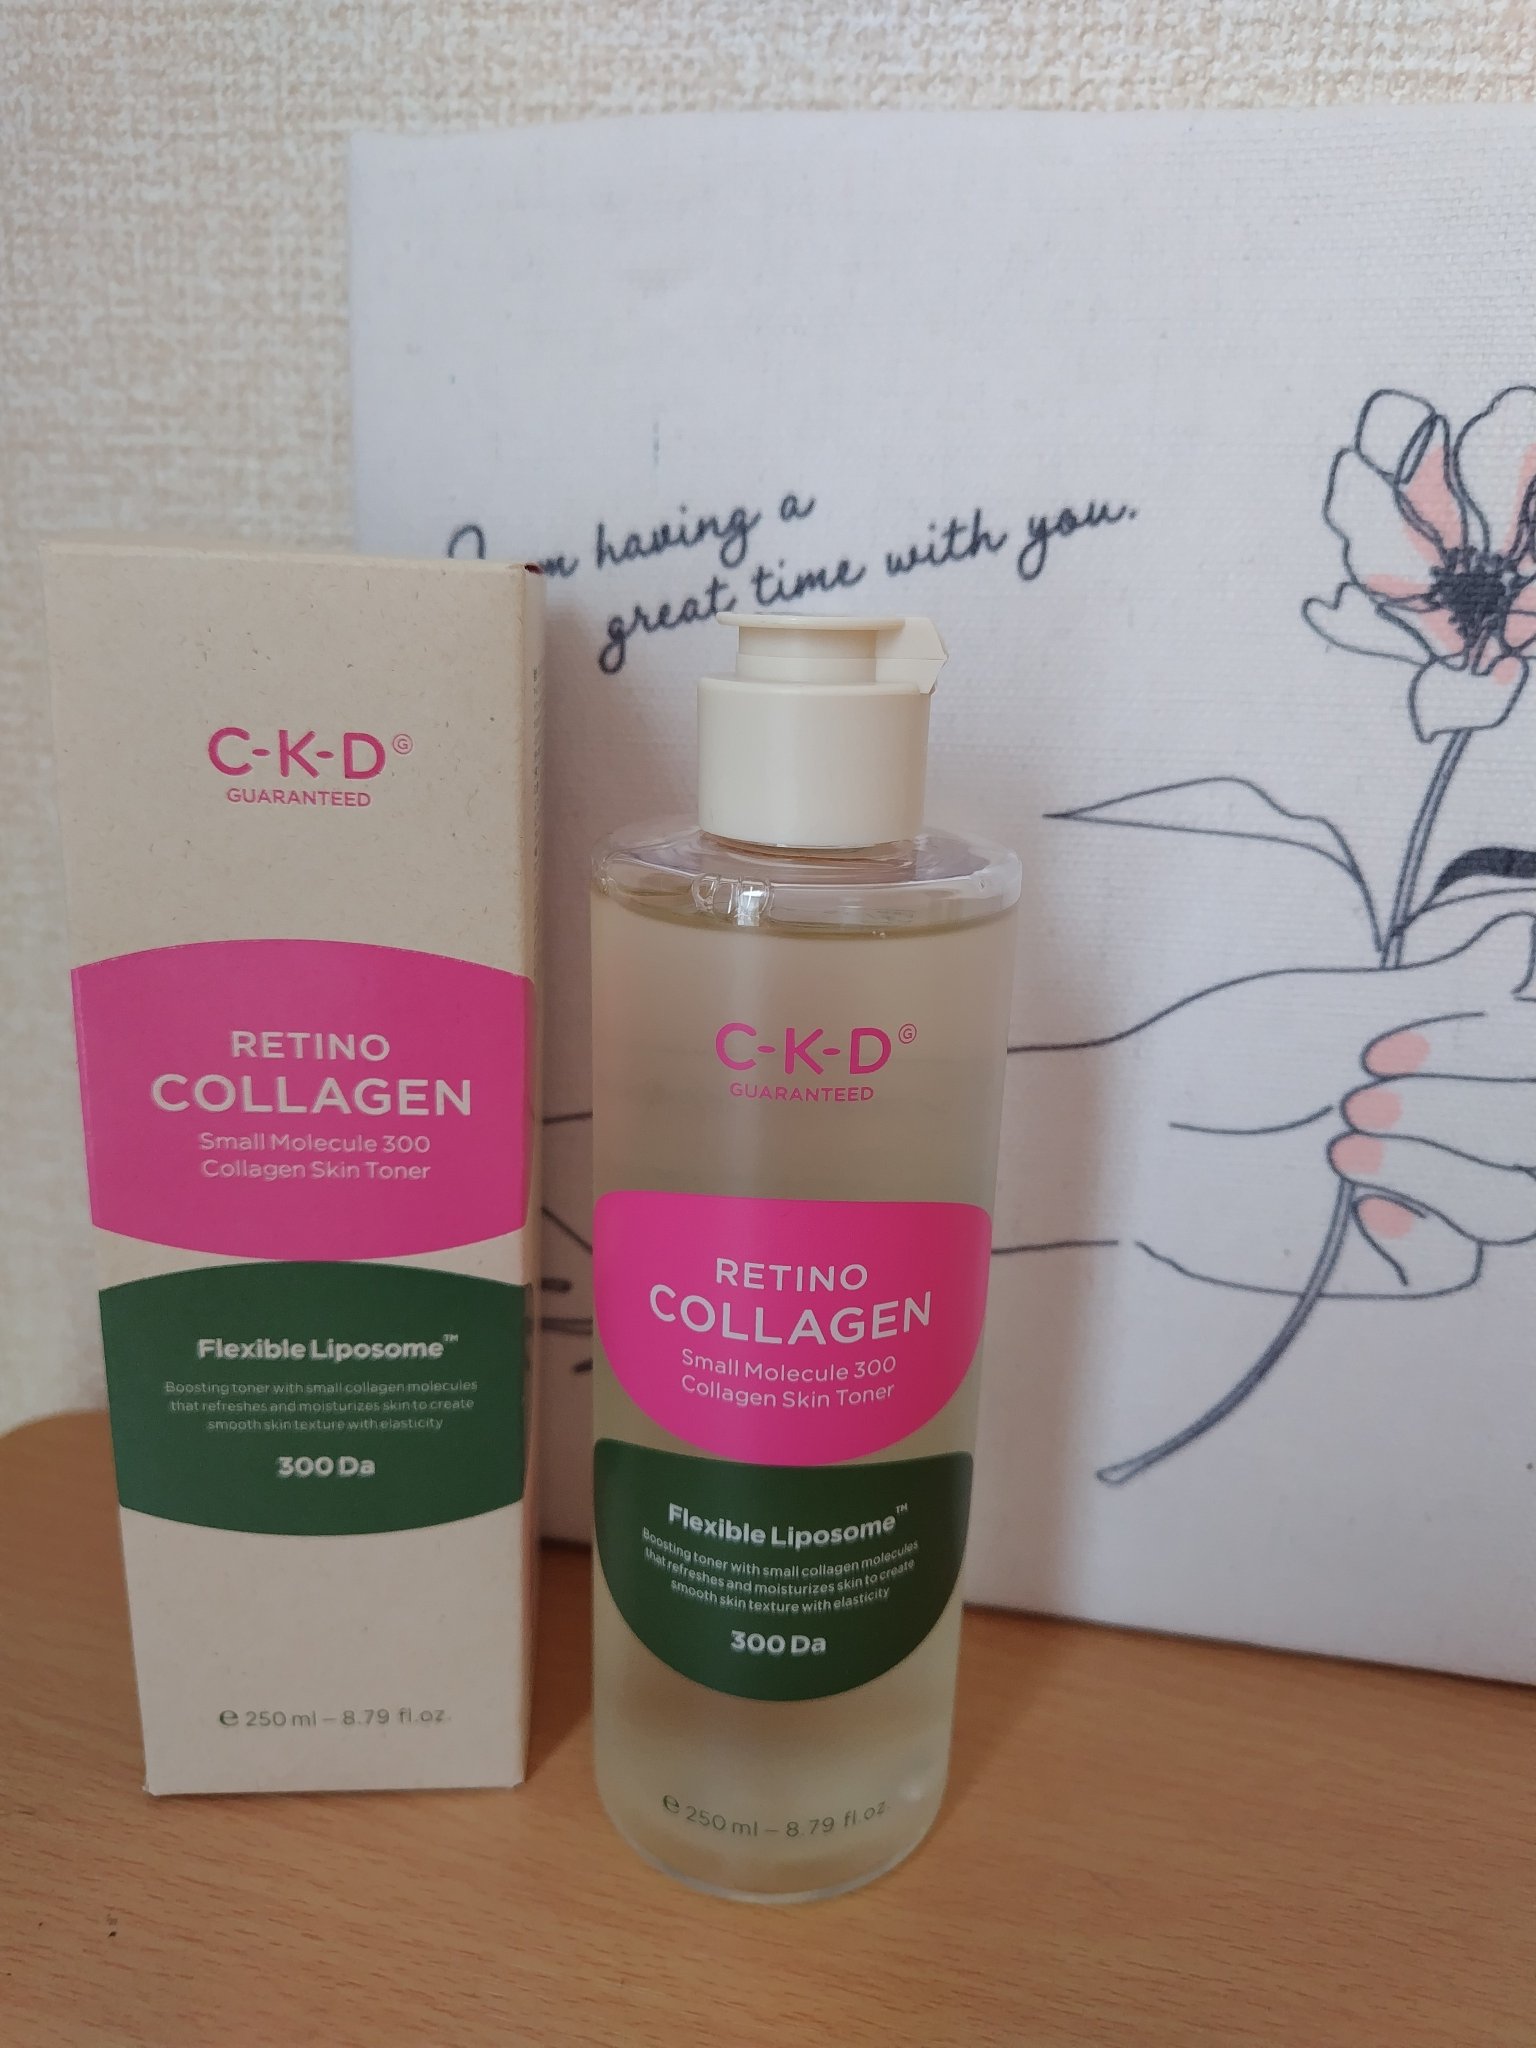 having a
great time with you.
C-K-D G
GUARANTEED
RETINO
COLLAGEN
Small Molecule 300
Collagen Skin Toner
Flexible Liposome™
Boosting toner with small collagen molecules
that refreshes and moisturizes skin to create
smooth skin texture with elasticity
300 Da
e 250 ml – 8.79 fl.oz.
C-K-D G
GUARANTEED
RETINO
COLLAGEN
Small Molecule 300
Collagen Skin Toner
Flexible Liposome™
Boosting toner with small collagen molecules
that refreshes and moisturizes skin to create
smooth skin texture with elasticity
300 Da
e 250 ml – 8.79 fl.oz.